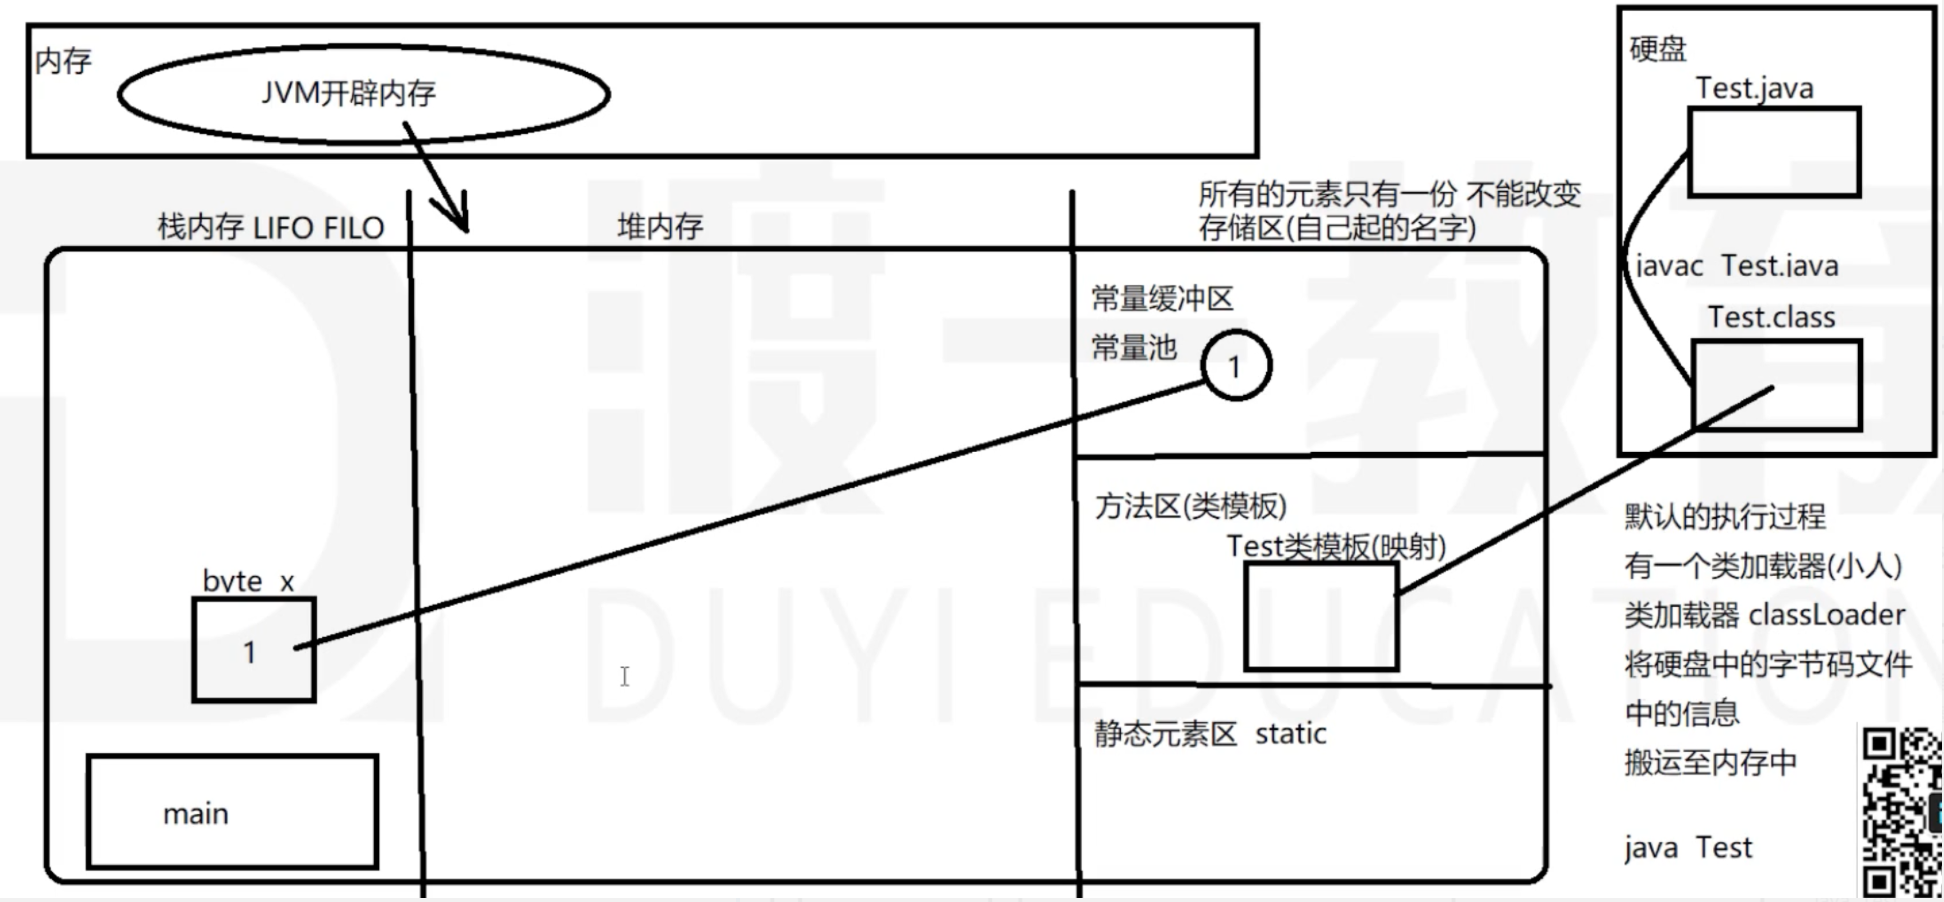 内存
JVM开辟内存
硬盘
Test.java
javac Test.java
Test.class
所有的元素只有一份 不能改变
存储区(自己起的名字)
栈内存 LIFO FILO
堆内存
常量缓冲区
常量池
1
方法区(类模板)
Test类模板(映射)
byte x
1
静态元素区 static
main
默认的执行过程
有一个类加载器(小人)
类加载器 classLoader
将硬盘中的字节码文件
中的信息
搬运至内存中
java Test
渡一教育
DUYI EDUCATION